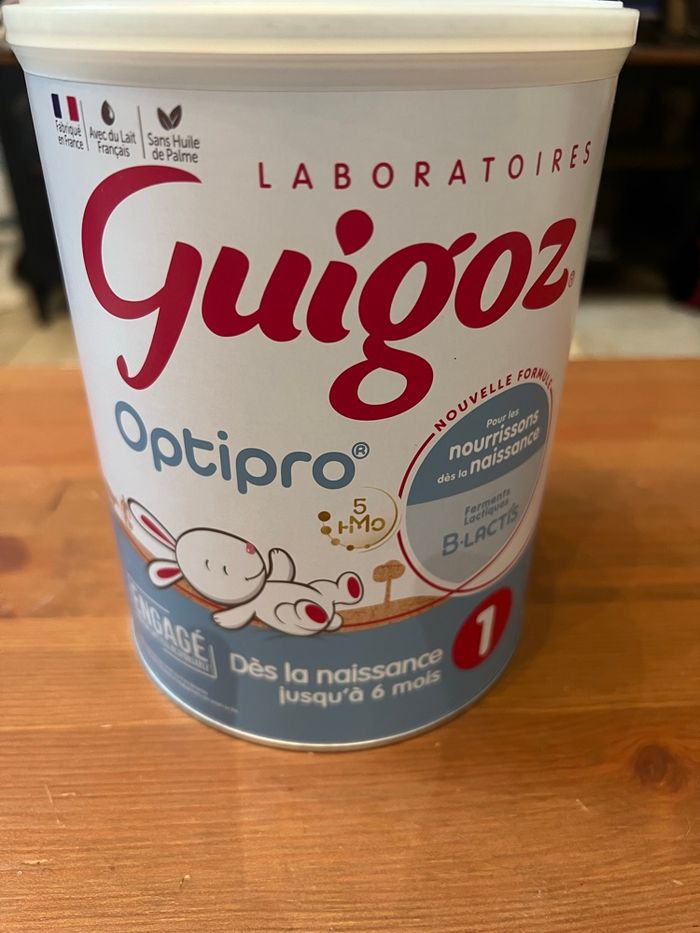 Fabriqué
en France
Avec du Lait
Français
Sans Huile
de Palme
LABORATOIRES
Guigoz®
Optipro®
NOUVELLE FORMULE
Pour les
nourrissons
dès la naissance
Ferments
Lactiques
B-LACTIS
5
HMO
ENGAGÉ
Dès la naissance
jusqu'à 6 mois
1